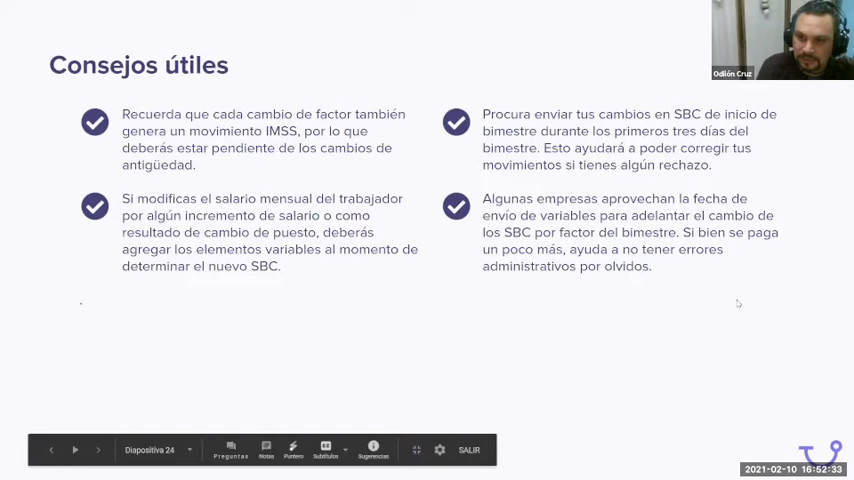 Consejos útiles
Odilón Cruz
Recuerda que cada cambio de factor también
genera un movimiento IMSS, por lo que
deberás estar pendiente de los cambios de
antigüedad.
Si modificas el salario mensual del trabajador
por algún incremento de salario o como
resultado de cambio de puesto, deberás
agregar los elementos variables al momento de
determinar el nuevo SBC.
Procura enviar tus cambios en SBC de inicio de
bimestre durante los primeros tres días del
bimestre. Esto ayudará a poder corregir tus
movimientos si tienes algún rechazo.
Algunas empresas aprovechan la fecha de
envío de variables para adelantar el cambio de
los SBC por factor del bimestre. Si bien se paga
un poco más, ayuda a no tener errores
administrativos por olvidos.
Diapositiva 24
Preguntas
Notas
Puntero
CC
Subtítulos
Sugerencias
SALIR
2021-02-10 16:52:33